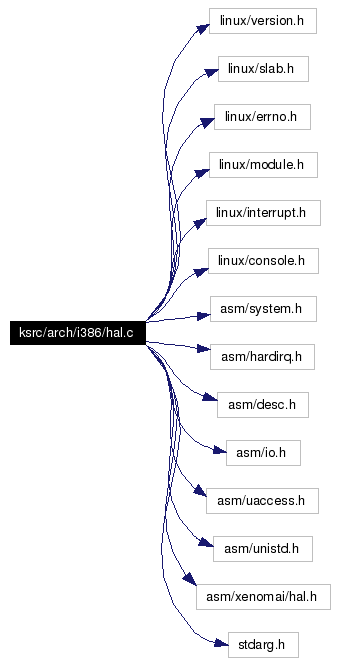 linux/version.h
linux/slab.h
linux/errno.h
linux/module.h
linux/interrupt.h
linux/console.h
ksrc/arch/i386/hal.c
asm/system.h
asm/hardirq.h
asm/desc.h
asm/io.h
asm/uaccess.h
asm/unistd.h
asm/xenomai/hal.h
stdarg.h